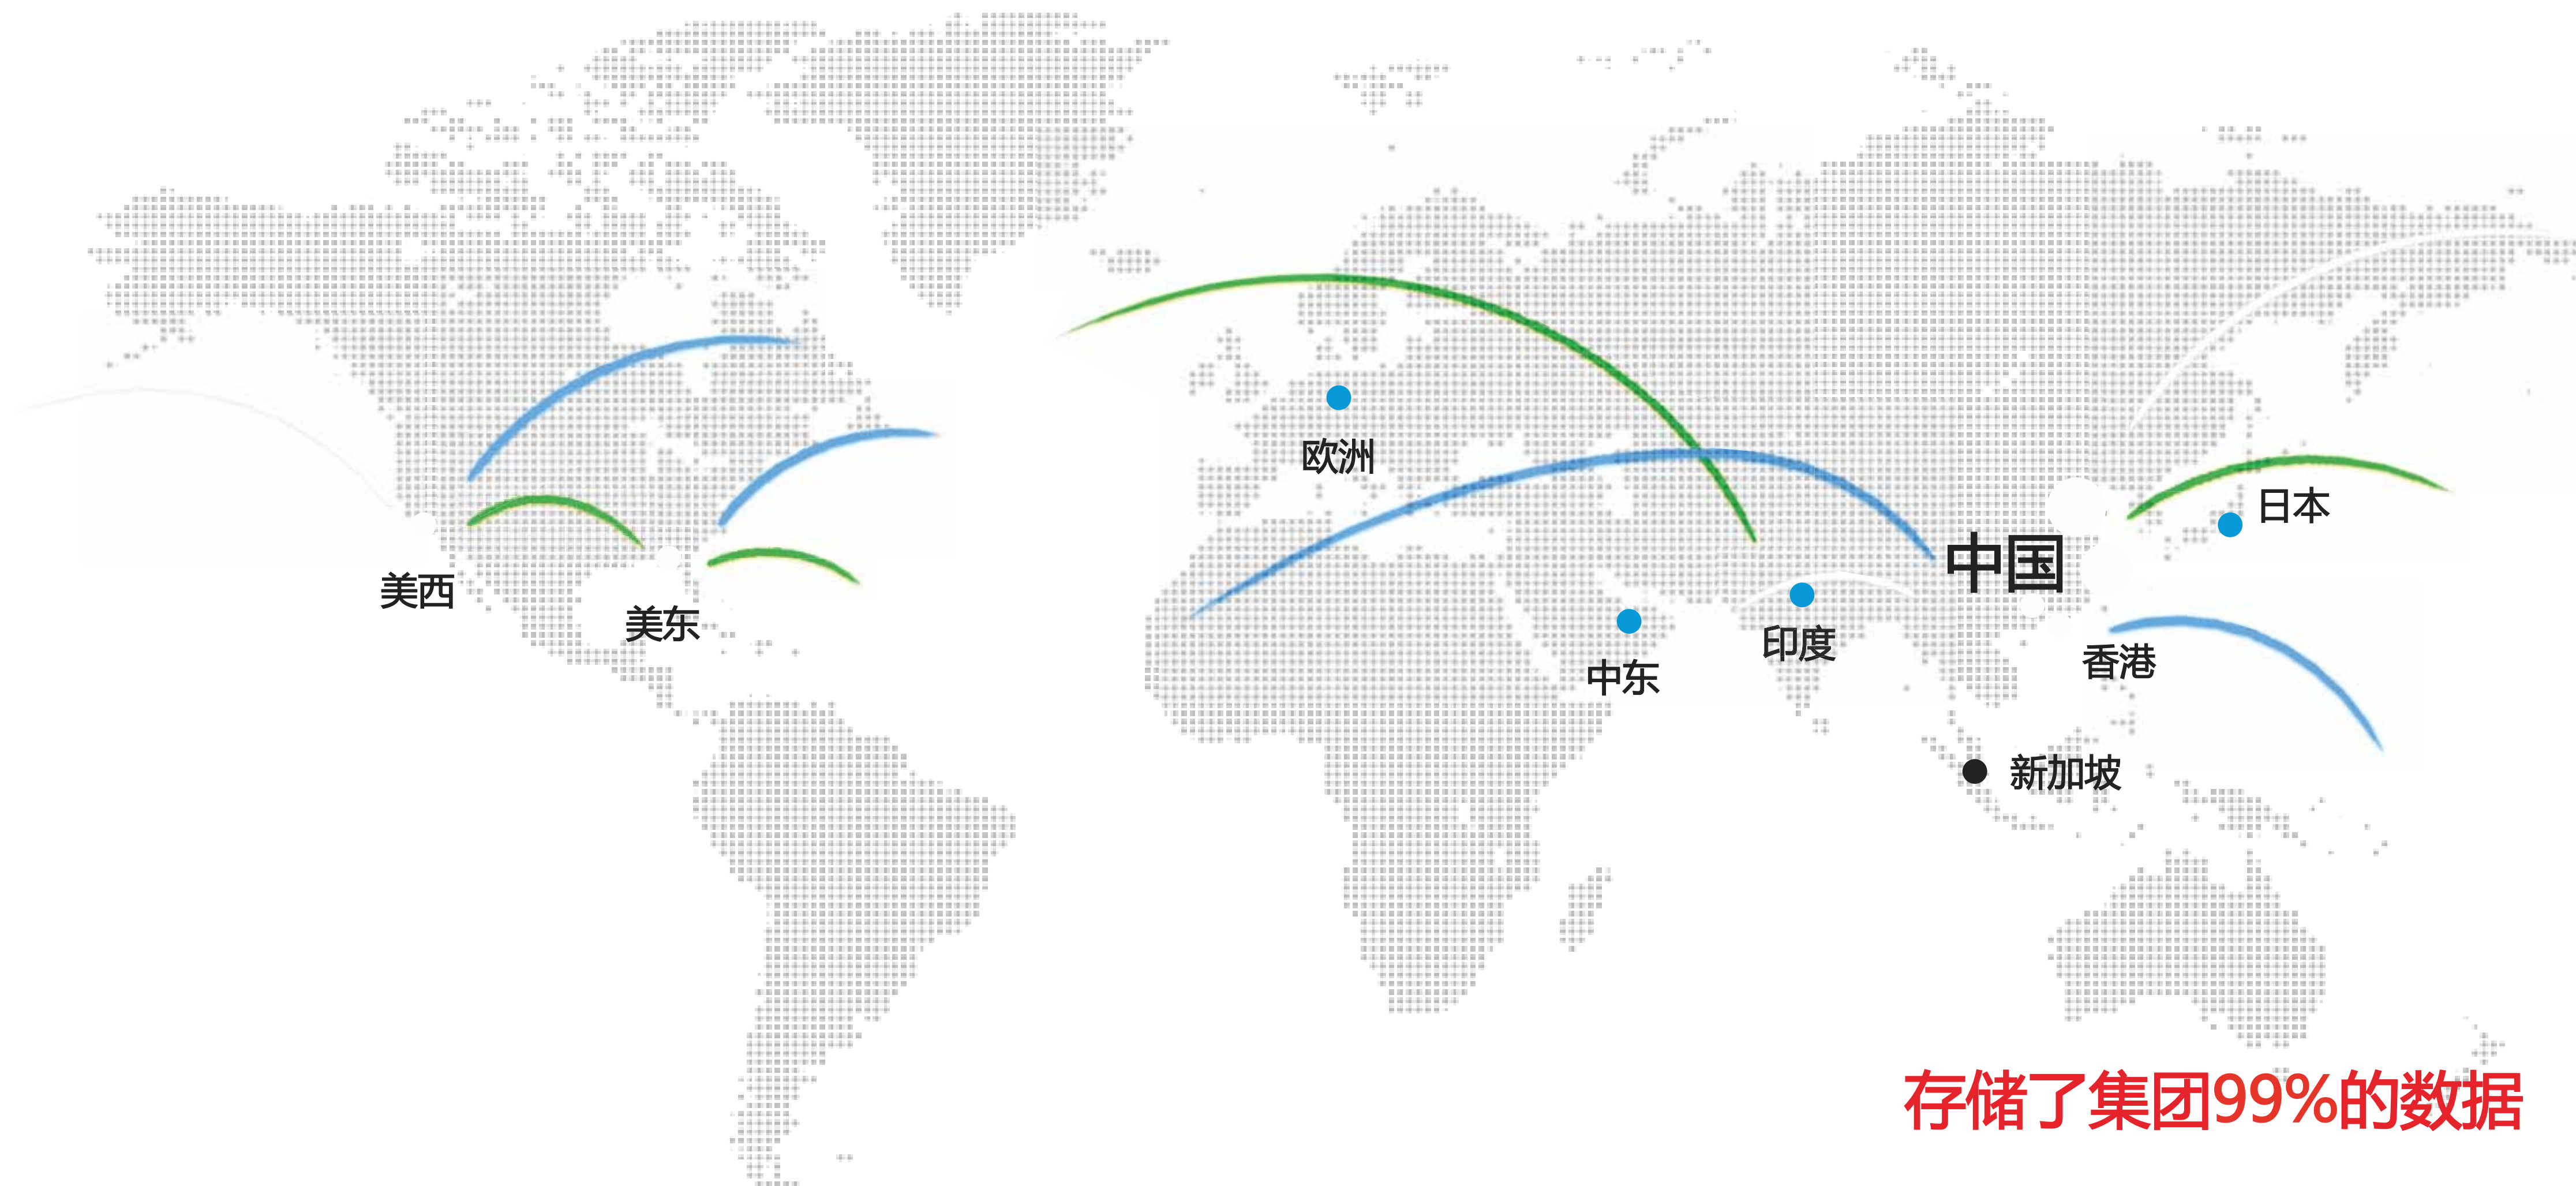 欧洲
日本
中国
美西
美东
印度
香港
中东
新加坡
存储了集团99%的数据